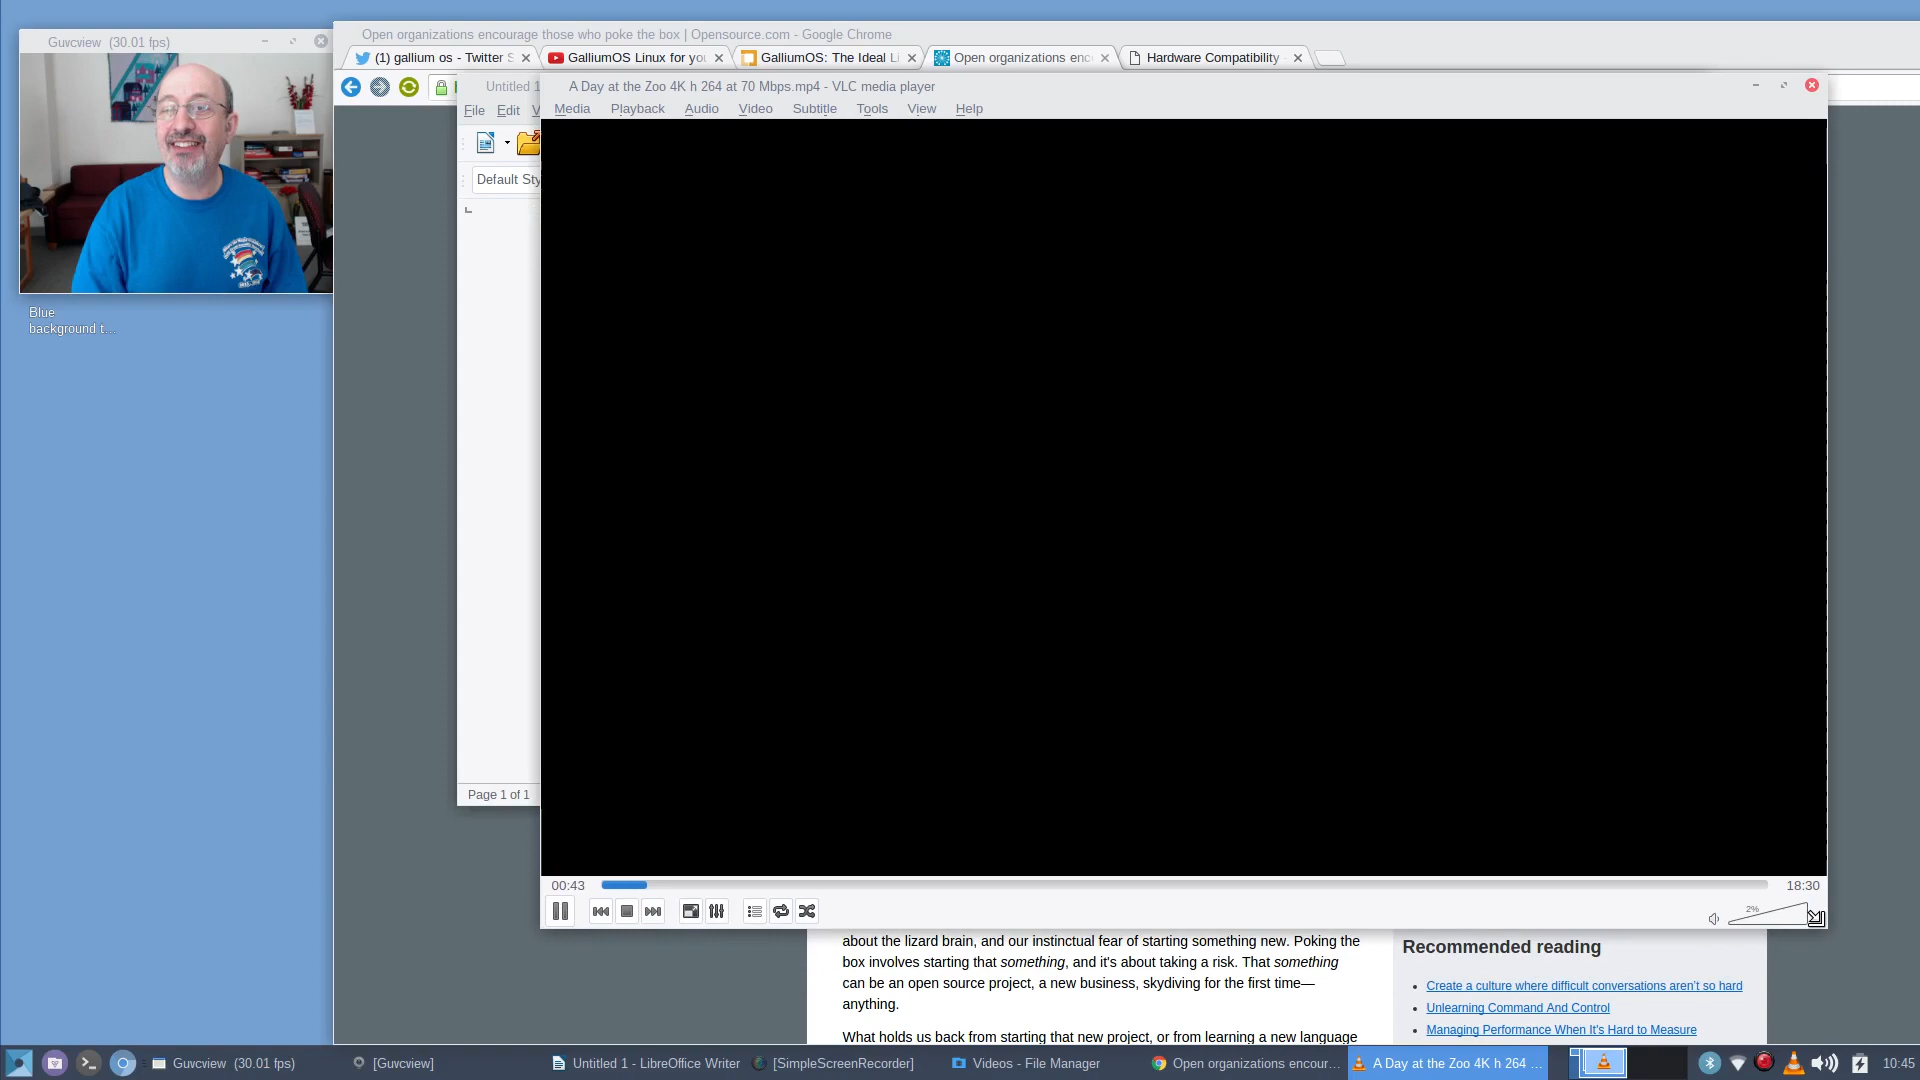 Guvcview (30.01 fps)
Open organizations encourage those who poke the box | Opensource.com - Google Chrome
(1) gallium os - Twitter S
GalliumOS Linux for you
GalliumOS: The Ideal Li
Open organizations enc
Hardware Compatibility
Untitled 1
A Day at the Zoo 4K h 264 at 70 Mbps.mp4 - VLC media player
File Edit V
Media Playback Audio Video Subtitle Tools View Help
Default Sty
Blue
background t...
Page 1 of 1
00:43
18:30
2%
about the lizard brain, and our instinctual fear of starting something new. Poking the
box involves starting that something, and it's about taking a risk. That something
can be an open source project, a new business, skydiving for the first time—
anything.
What holds us back from starting that new project, or from learning a new language
Recommended reading
Create a culture where difficult conversations aren't so hard
Unlearning Command And Control
Managing Performance When It's Hard to Measure
Guvcview (30.01 fps)
[Guvcview]
Untitled 1 - LibreOffice Writer
[SimpleScreenRecorder]
Videos - File Manager
Open organizations encour...
A Day at the Zoo 4K h 264 ...
10:45